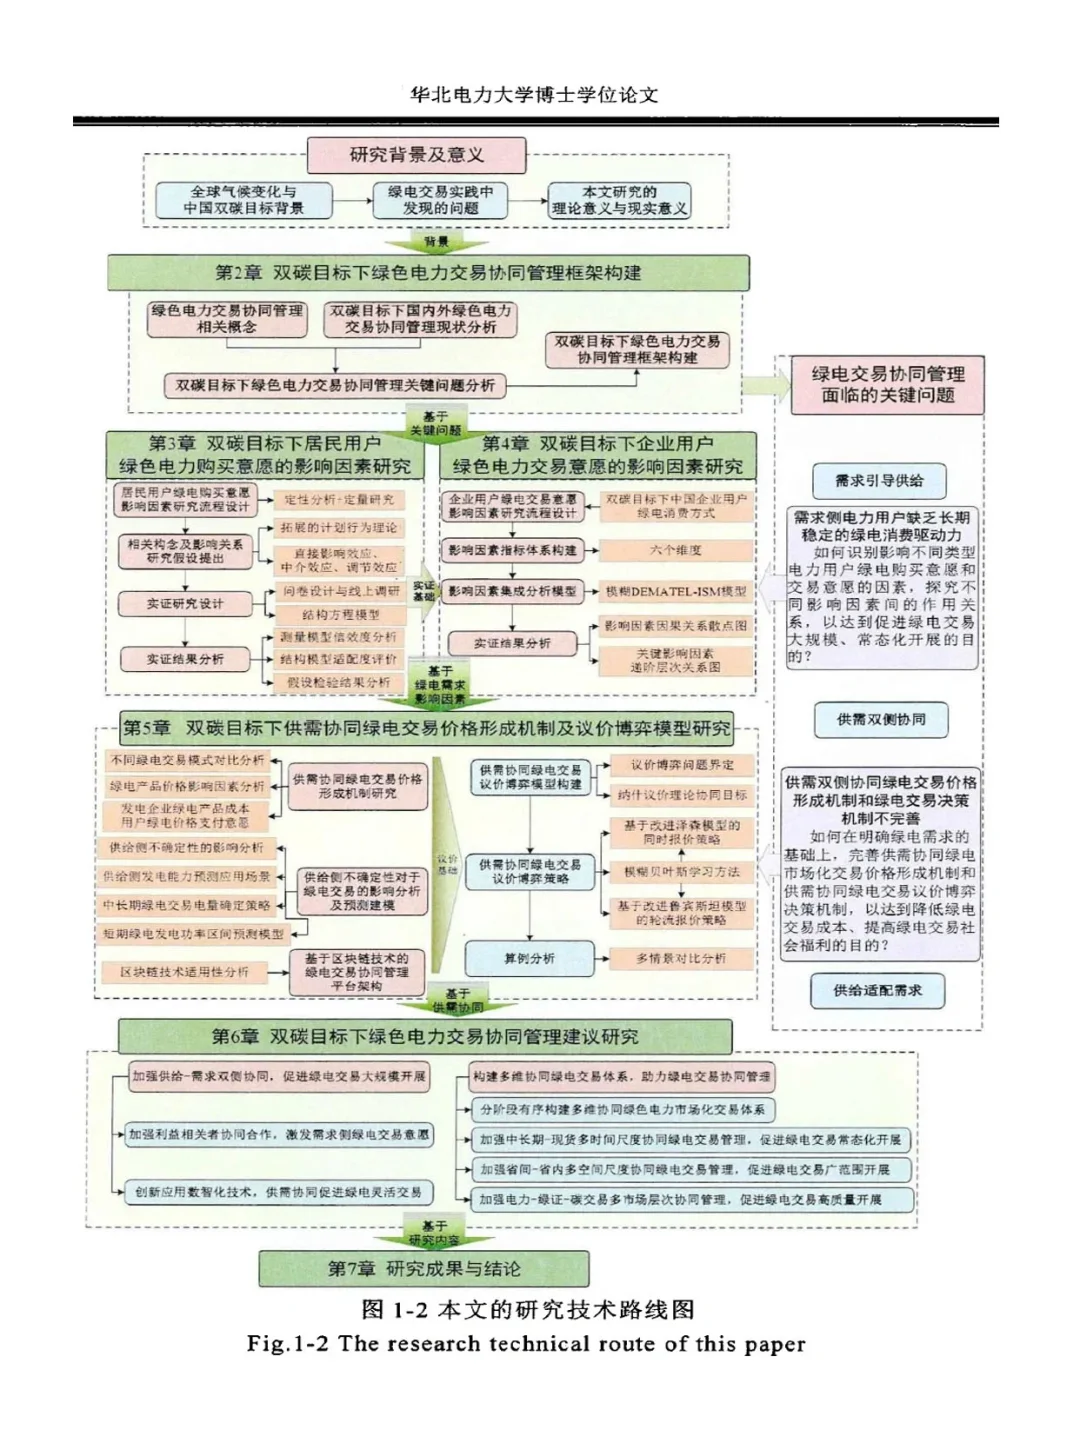 华北电力大学博士学位论文
研究背景及意义
全球气候变化与
中国双碳目标背景
绿电交易实践中
发现的问题
本文研究的
理论意义与现实意义
背景
第2章 双碳目标下绿色电力交易协同管理框架构建
绿色电力交易协同管理
相关概念
双碳目标下国内外绿色电力
交易协同管理现状分析
双碳目标下绿色电力交易
协同管理框架构建
双碳目标下绿色电力交易协同管理关键问题分析
基于
关键问题
第3章 双碳目标下居民用户
绿色电力购买意愿的影响因素研究
居民用户绿电购买意愿
影响因素研究流程设计
定性分析+定量研究
相关构念及影响关系
研究假设提出
拓展的计划行为理论
直接影响效应、
中介效应、调节效应
实证研究设计
问卷设计与线上调研
结构方程模型
实证结果分析
测量模型信效度分析
结构模型适配度评价
假设检验结果分析
实证
基础
第4章 双碳目标下企业用户
绿色电力交易意愿的影响因素研究
企业用户绿电交易意愿
影响因素研究流程设计
双碳目标下中国企业用户
绿电消费方式
影响因素指标体系构建
六个维度
影响因素集成分析模型
模糊DEMATEL-ISM模型
实证结果分析
影响因素因果关系散点图
关键影响因素
递阶层次关系图
基于
绿电需求
影响因素
第5章 双碳目标下供需协同绿电交易价格形成机制及议价博弈模型研究
不同绿电交易模式对比分析
绿电产品价格影响因素分析
发电企业绿电产品成本
用户绿电价格支付意愿
供需协同绿电交易价格
形成机制研究
供给侧不确定性的影响分析
供给侧发电能力预测应用场景
中长期绿电交易电量确定策略
短期绿电发电功率区间预测模型
供给侧不确定性对于
绿电交易的影响分析
及预测建模
区块链技术适用性分析
基于区块链技术的
绿电交易协同管理
平台架构
议价
基础
供需协同绿电交易
议价博弈模型构建
议价博弈问题界定
纳什议价理论协同目标
供需协同绿电交易
议价博弈策略
基于改进泽森模型的
同时报价策略
模糊贝叶斯学习方法
基于改进鲁宾斯坦模型
的轮流报价策略
算例分析
多情景对比分析
基于
供需协同
第6章 双碳目标下绿色电力交易协同管理建议研究
加强供给-需求双侧协同，促进绿电交易大规模开展
加强利益相关者协同合作，激发需求侧绿电交易意愿
创新应用数智化技术，供需协同促进绿电灵活交易
构建多维协同绿电交易体系，助力绿电交易协同管理
分阶段有序构建多维协同绿色电力市场化交易体系
加强中长期-现货多时间尺度协同绿电交易管理，促进绿电交易常态化开展
加强省间-省内多空间尺度协同绿电交易管理，促进绿电交易广范围开展
加强电力-绿证-碳交易多市场层次协同管理，促进绿电交易高质量开展
基于
研究内容
第7章 研究成果与结论
绿电交易协同管理
面临的关键问题
需求引导供给
需求侧电力用户缺乏长期
稳定的绿电消费驱动力
如何识别影响不同类型
电力用户绿电购买意愿和
交易意愿的因素，探究不
同影响因素间的作用关
系，以达到促进绿电交易
大规模、常态化开展的目
的？
供需双侧协同
供需双侧协同绿电交易价格
形成机制和绿电交易决策
机制不完善
如何在明确绿电需求的
基础上，完善供需协同绿电
市场化交易价格形成机制和
供需协同绿电交易议价博弈
决策机制，以达到降低绿电
交易成本、提高绿电交易社
会福利的目的？
供给适配需求
图 1-2 本文的研究技术路线图
Fig.1-2 The research technical route of this paper